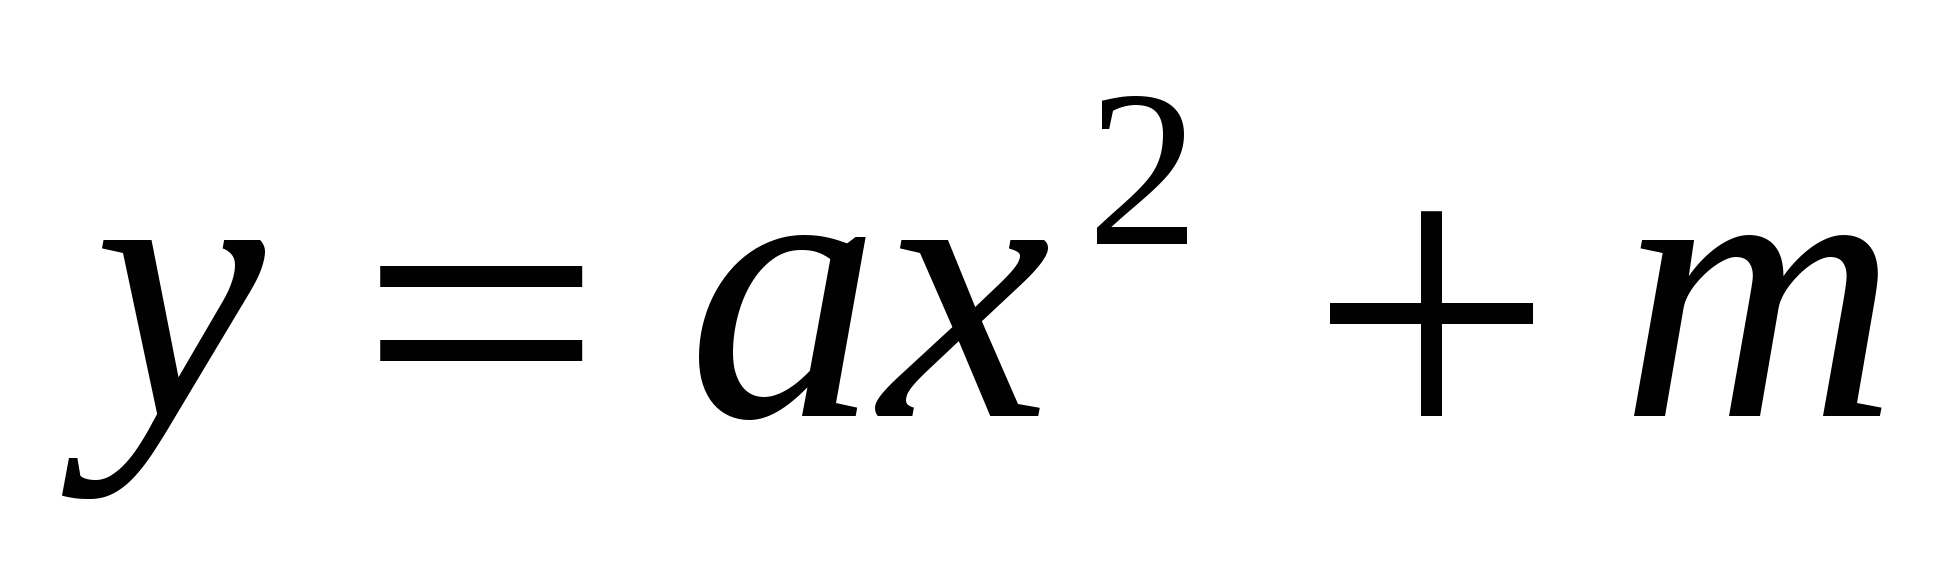 y = ax² + m